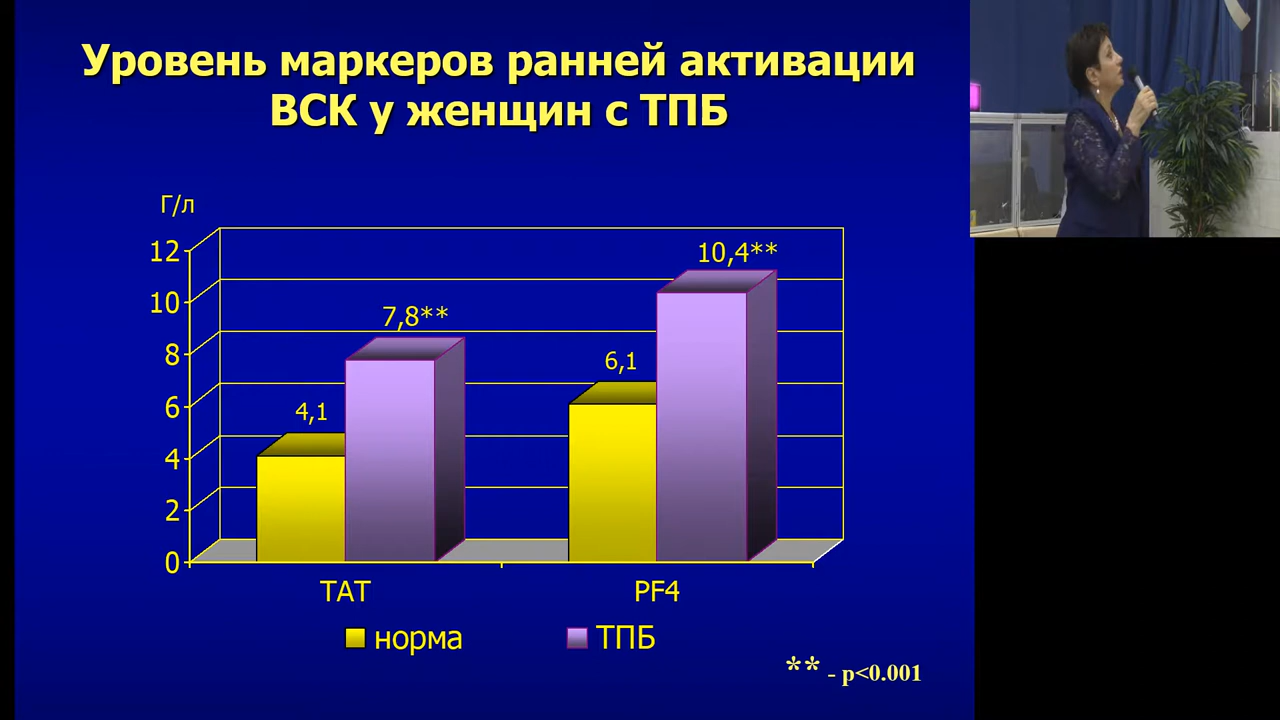 Уровень маркеров ранней активации
ВСК у женщин с ТПБ
Г/л
12
10
8
6
4
2
0
4,1
7,8**
6,1
10,4**
ТАТ
PF4
норма
ТПБ
** - p<0.001